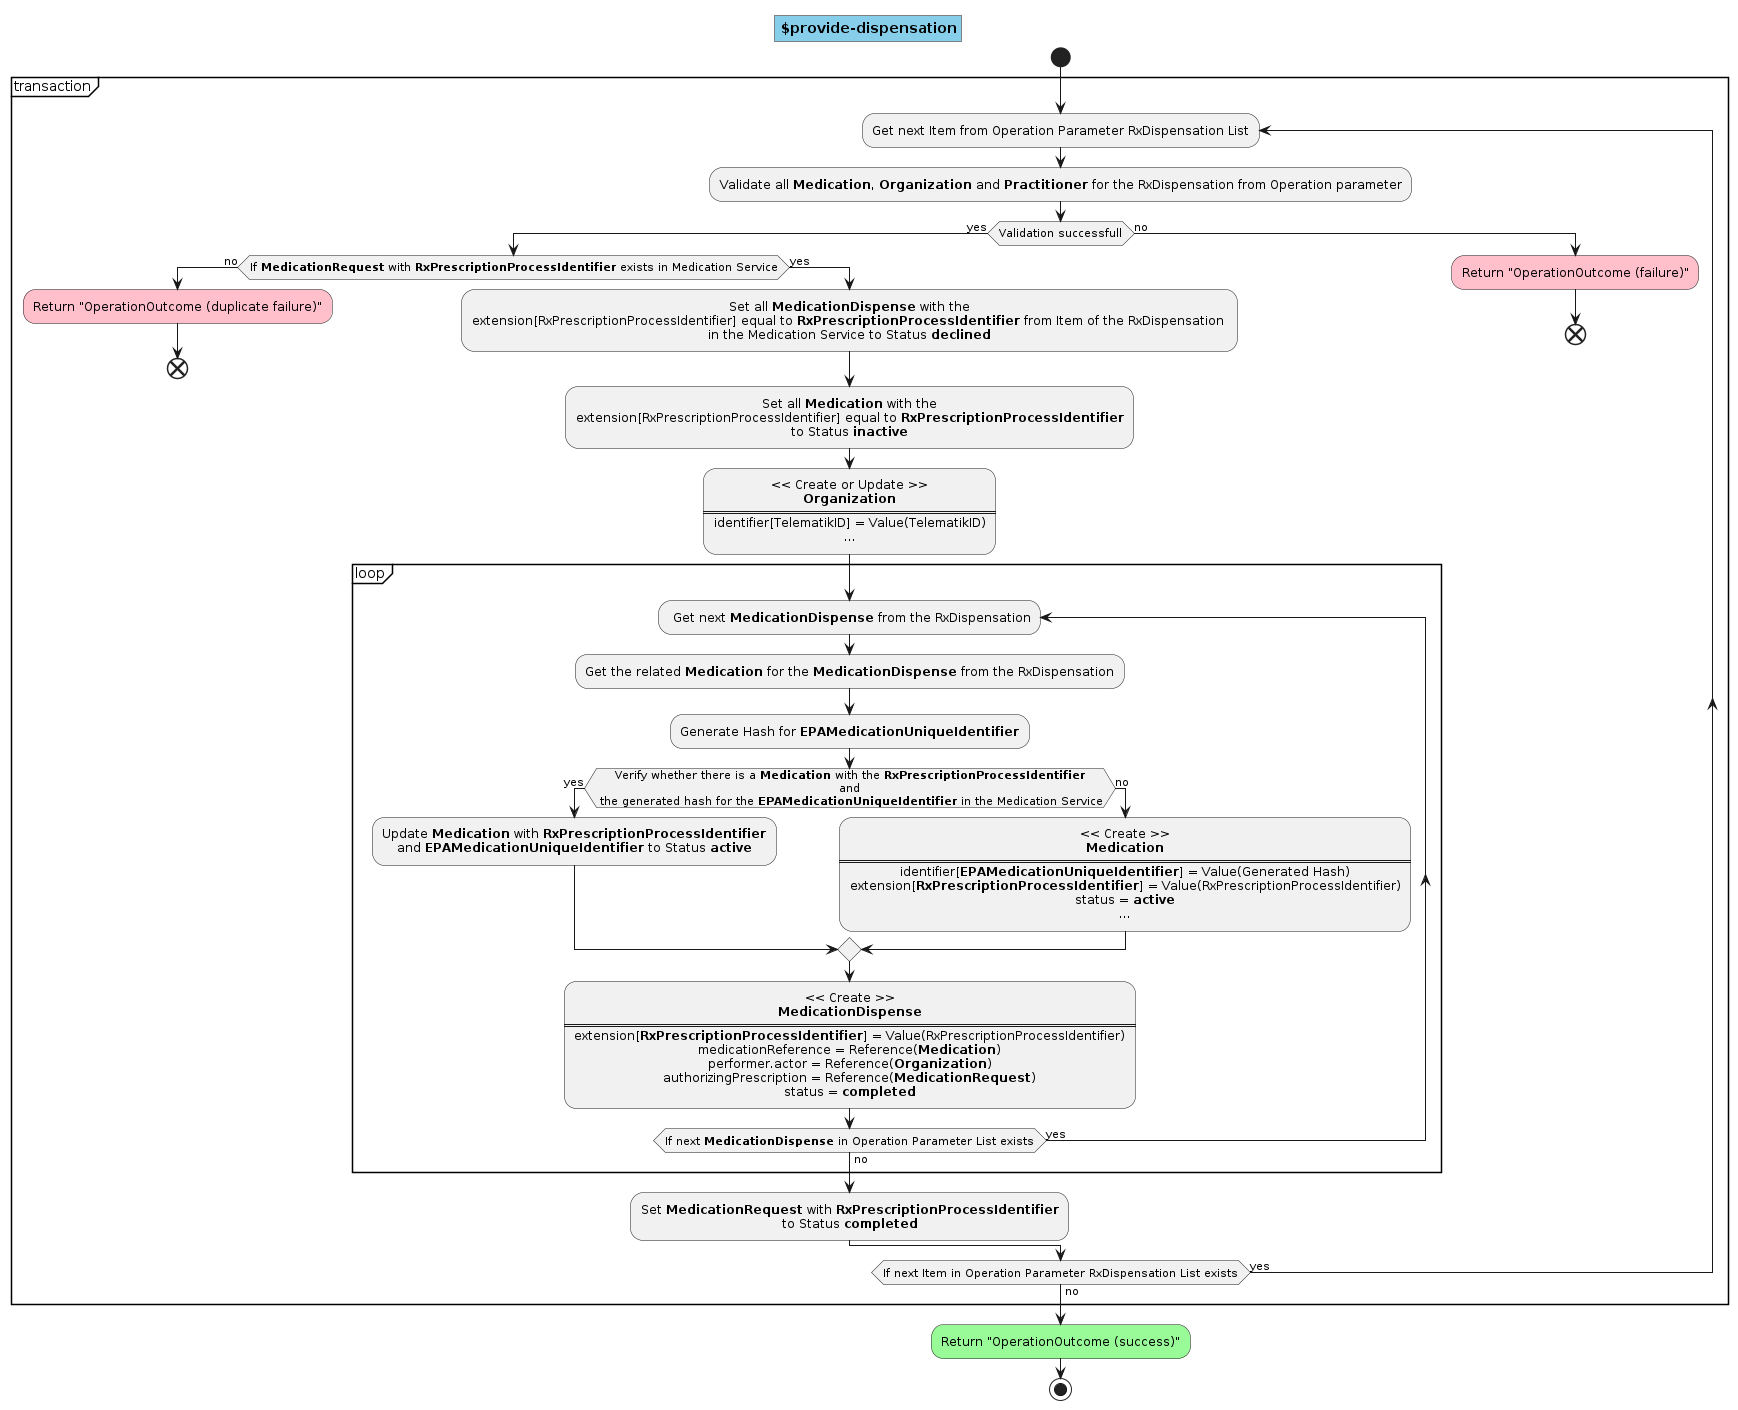 $provide-dispensation
transaction
Get next Item from Operation Parameter RxDispensation List
Validate all Medication, Organization and Practitioner for the RxDispensation from Operation parameter
yes
Validation successfull
no
no
If MedicationRequest with RxPrescriptionProcessIdentifier exists in Medication Service
yes
Return "OperationOutcome (failure)"
Return "OperationOutcome (duplicate failure)"
Set all MedicationDispense with the
extension[RxPrescriptionProcessIdentifier] equal to RxPrescriptionProcessIdentifier from Item of the RxDispensation
in the Medication Service to Status declined
Set all Medication with the
extension[RxPrescriptionProcessIdentifier] equal to RxPrescriptionProcessIdentifier
to Status inactive
<< Create or Update >>
Organization
identifier[TelematikID] = Value(TelematikID)
...
loop
Get next MedicationDispense from the RxDispensation
Get the related Medication for the MedicationDispense from the RxDispensation
Generate Hash for EPAMedicationUniqueIdentifier
yes
Verify whether there is a Medication with the RxPrescriptionProcessIdentifier
and
the generated hash for the EPAMedicationUniqueIdentifier in the Medication Service
no
Update Medication with RxPrescriptionProcessIdentifier
and EPAMedicationUniqueIdentifier to Status active
<< Create >>
Medication
identifier[EPAMedicationUniqueIdentifier] = Value(Generated Hash)
extension[RxPrescriptionProcessIdentifier] = Value(RxPrescriptionProcessIdentifier)
status = active
...
<< Create >>
MedicationDispense
extension[RxPrescriptionProcessIdentifier] = Value(RxPrescriptionProcessIdentifier)
medicationReference = Reference(Medication)
performer.actor = Reference(Organization)
authorizingPrescription = Reference(MedicationRequest)
status = completed
If next MedicationDispense in Operation Parameter List exists
yes
no
Set MedicationRequest with RxPrescriptionProcessIdentifier
to Status completed
If next Item in Operation Parameter RxDispensation List exists
yes
no
Return "OperationOutcome (success)"